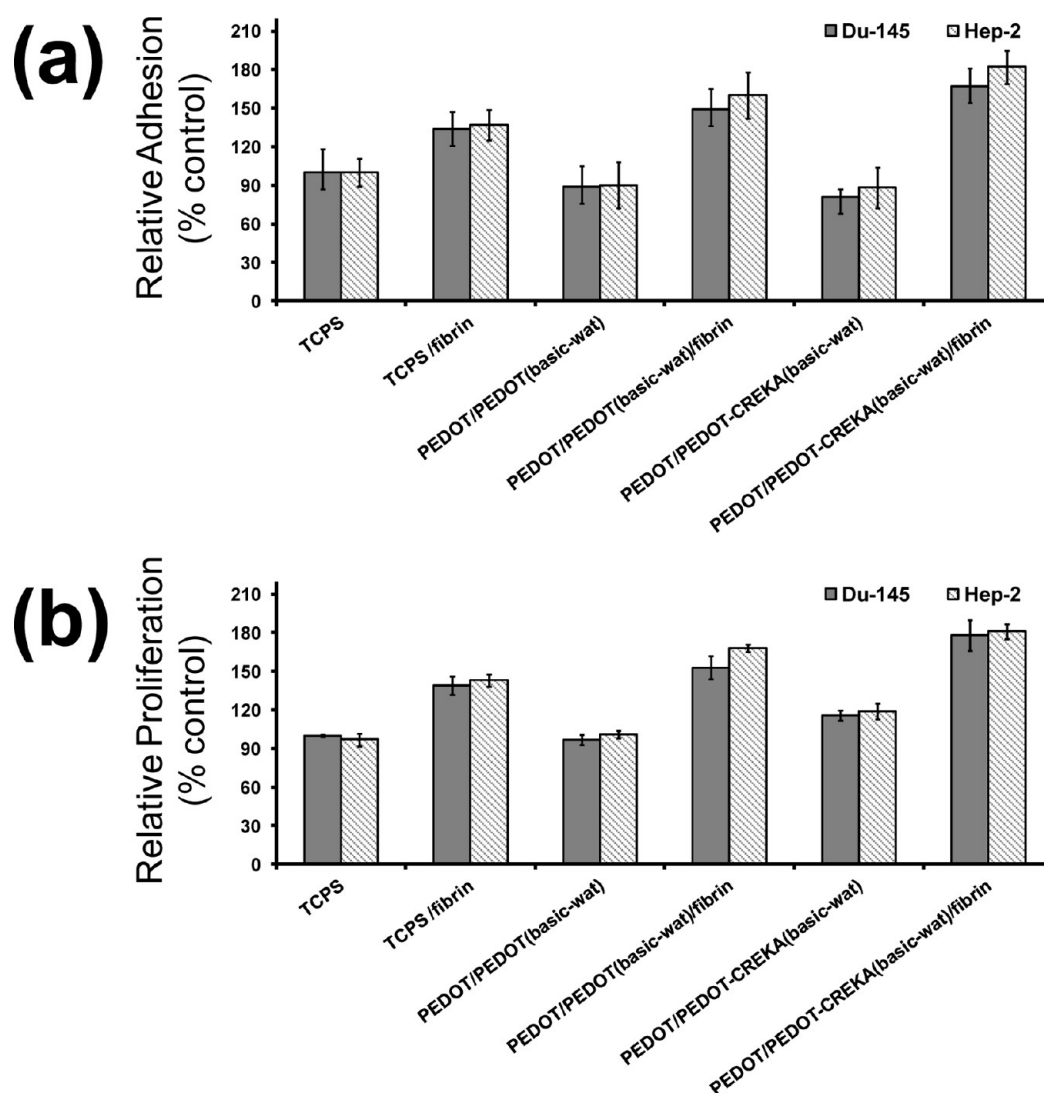 (a)
Relative Adhesion
(% control)
210
180
150
120
90
60
30
0
Du-145 Hep-2
TCPS
TCPS /fibrin
PEDOT/PEDOT(basic-wat)
PEDOT/PEDOT(basic-wat)/fibrin
PEDOT/PEDOT-CREKA(basic-wat)
PEDOT/PEDOT-CREKA(basic-wat)/fibrin
(b)
Relative Proliferation
(% control)
210
180
150
120
90
60
30
0
Du-145 Hep-2
TCPS
TCPS /fibrin
PEDOT/PEDOT(basic-wat)
PEDOT/PEDOT(basic-wat)/fibrin
PEDOT/PEDOT-CREKA(basic-wat)
PEDOT/PEDOT-CREKA(basic-wat)/fibrin